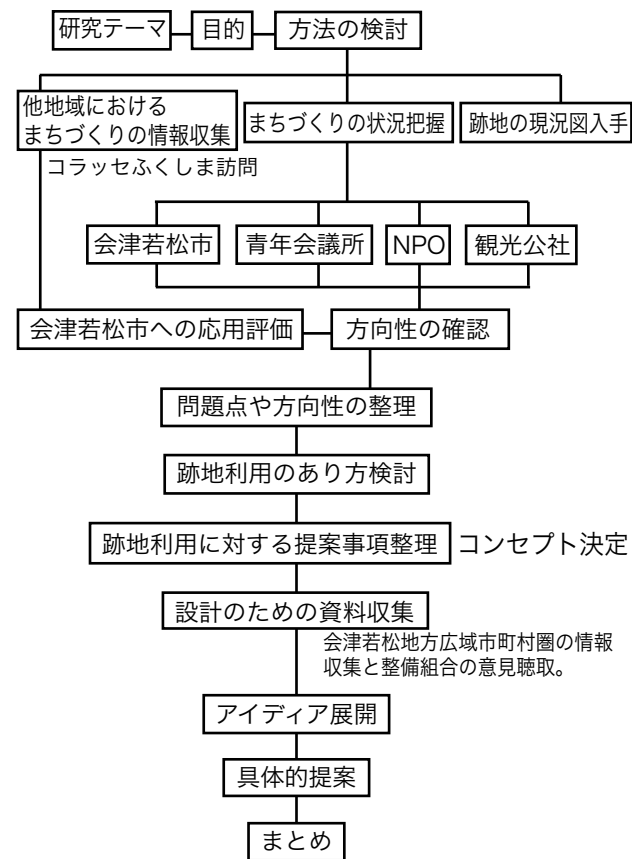 研究テーマ
目的
方法の検討
他地域における
まちづくりの情報収集
まちづくりの状況把握
跡地の現況図入手
コラッセふくしま訪問
会津若松市
青年会議所
NPO
観光公社
会津若松市への応用評価
方向性の確認
問題点や方向性の整理
跡地利用のあり方検討
跡地利用に対する提案事項整理
コンセプト決定
設計のための資料収集
会津若松地方広域市町村圏の情報
収集と整備組合の意見聴取。
アイディア展開
具体的提案
まとめ